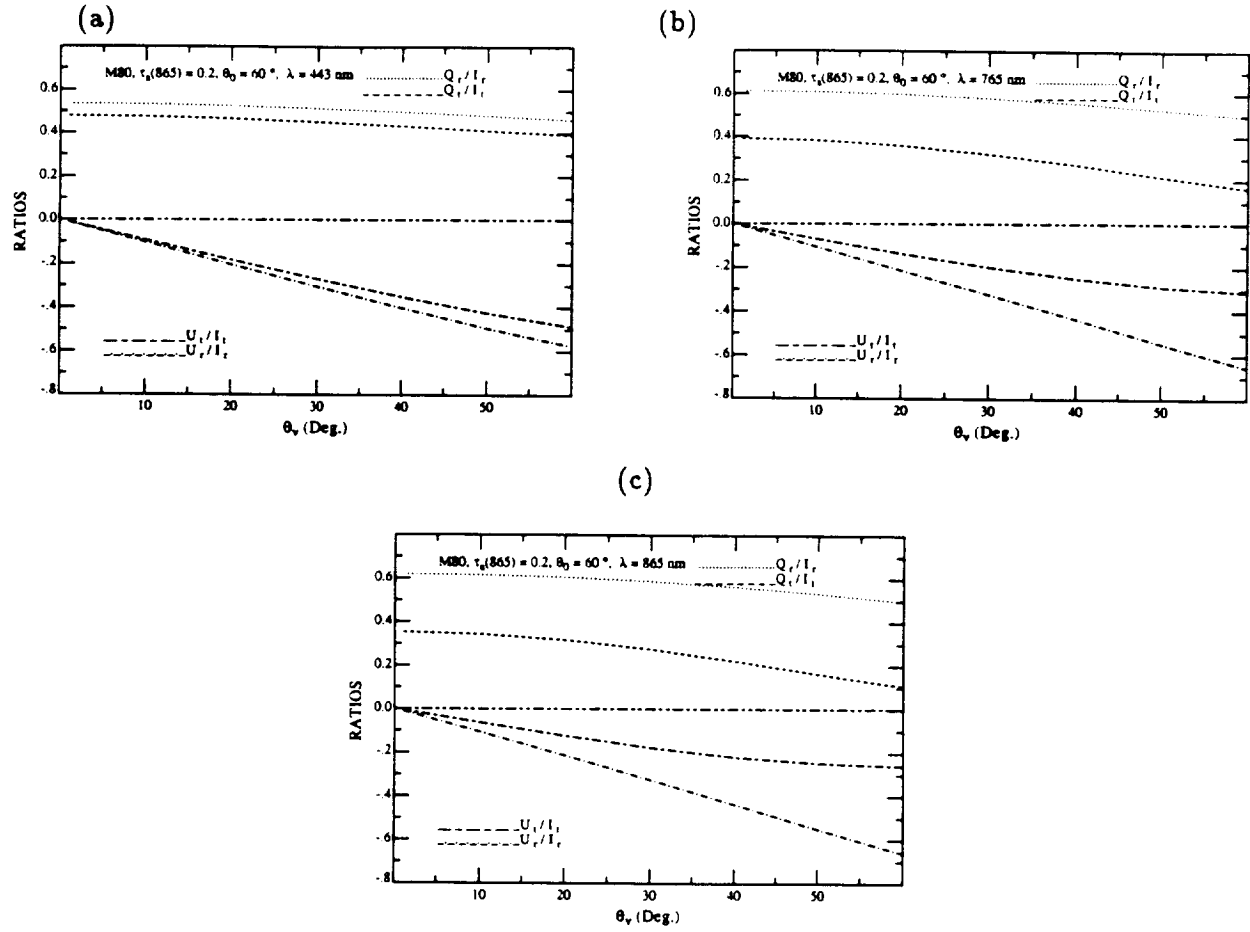 (a)
M80, τₐ(865) = 0.2, θ₀ = 60 °, λ = 443 nm
Qᵣ/Iᵣ
Qₜ/Iₜ
0.6
0.4
0.2
0.0
-.2
-.4
-.6
-.8
RATIOS
Uₜ/Iₜ
Uᵣ/Iᵣ
10 20 30 40 50
θᵥ (Deg.)
(b)
M80, τₐ(865) = 0.2, θ₀ = 60 °, λ = 765 nm
Qᵣ/Iᵣ
Qₜ/Iₜ
0.6
0.4
0.2
0.0
-.2
-.4
-.6
-.8
RATIOS
Uₜ/Iₜ
Uᵣ/Iᵣ
10 20 30 40 50
θᵥ (Deg.)
(c)
M80, τₐ(865) = 0.2, θ₀ = 60 °, λ = 865 nm
Qᵣ/Iᵣ
Qₜ/Iₜ
0.6
0.4
0.2
0.0
-.2
-.4
-.6
-.8
RATIOS
Uₜ/Iₜ
Uᵣ/Iᵣ
10 20 30 40 50
θᵥ (Deg.)